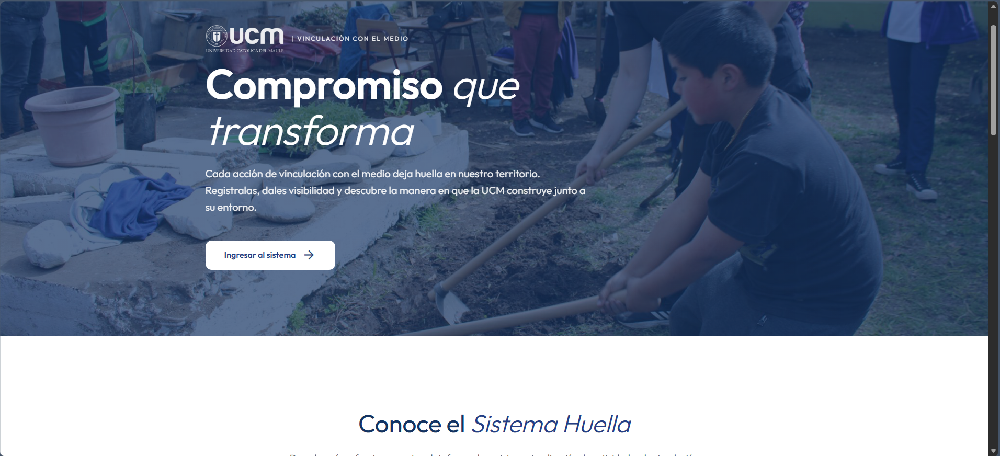 ucm
UNIVERSIDAD CATOLICA DEL MAULE
| VINCULACIÓN CON EL MEDIO
Compromiso que
transforma
Cada acción de vinculación con el medio deja huella en nuestro territorio.
Registralas, dales visibilidad y descubre la manera en que la UCM construye junto a
su entorno.
Ingresar al sistema
Conoce el Sistema Huella